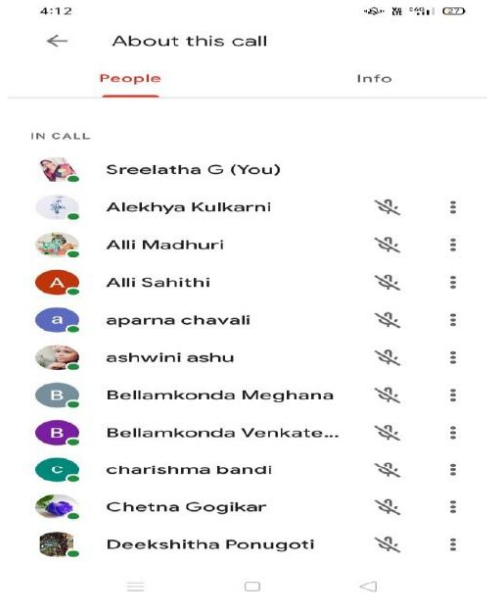 4:12
27
About this call
People Info
IN CALL
Sreelatha G (You)
Alekhya Kulkarni
Alli Madhuri
A Alli Sahithi
a aparna chavali
ashwini ashu
B Bellamkonda Meghana
B Bellamkonda Venkate...
c charishma bandi
Chetna Gogikar
Deekshitha Ponugoti